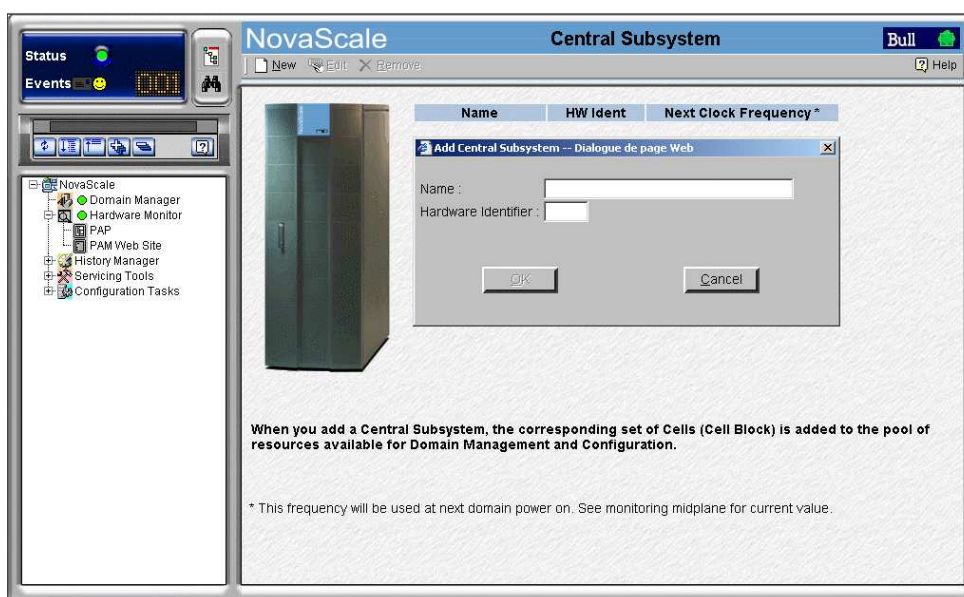 Status
Events
001
NovaScale
Domain Manager
Hardware Monitor
PAP
PAM Web Site
History Manager
Servicing Tools
Configuration Tasks
NovaScale Central Subsystem Bull
New Edit Remove Help
Name HW Ident Next Clock Frequency *
Add Central Subsystem -- Dialogue de page Web
Name :
Hardware Identifier :
OK Cancel
When you add a Central Subsystem, the corresponding set of Cells (Cell Block) is added to the pool of
resources available for Domain Management and Configuration.
* This frequency will be used at next domain power on. See monitoring midplane for current value.